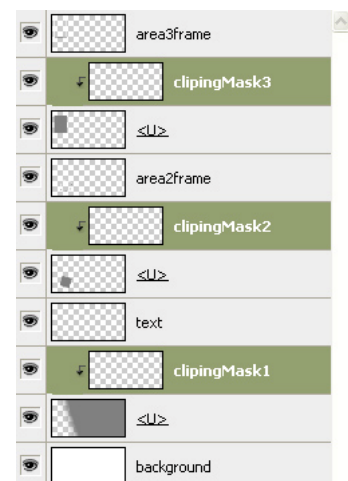 area3frame
clipingMask3
<U>
area2frame
clipingMask2
<U>
text
clipingMask1
<U>
background